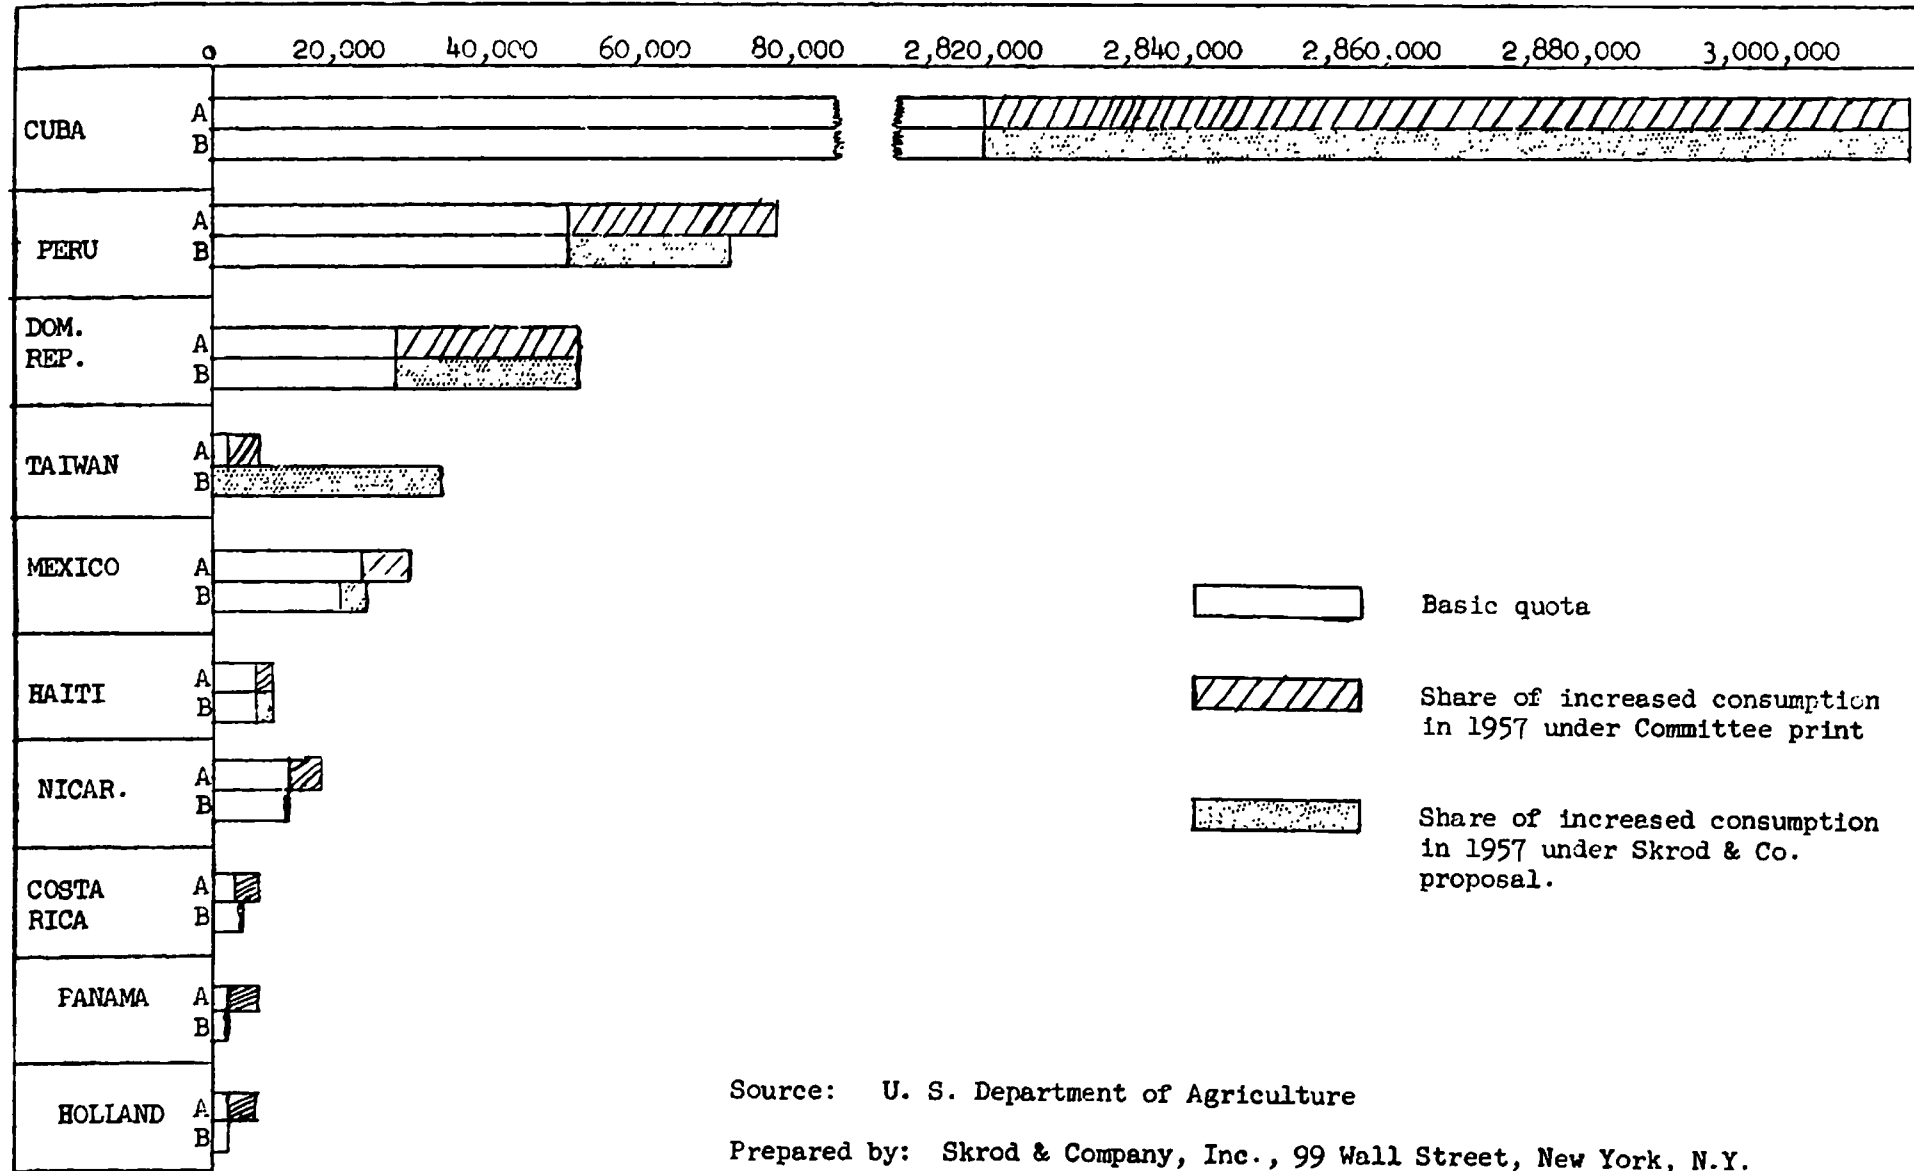 0 20,000 40,000 60,000 80,000 2,820,000 2,840,000 2,860,000 2,880,000 3,000,000
CUBA
A
B
PERU
A
B
DOM.
REP.
A
B
TAIWAN
A
B
MEXICO
A
B
HAITI
A
B
NICAR.
A
B
COSTA
RICA
A
B
PANAMA
A
B
HOLLAND
A
B
Basic quota
Share of increased consumption
in 1957 under Committee print
Share of increased consumption
in 1957 under Skrod & Co.
proposal.
Source: U. S. Department of Agriculture
Prepared by: Skrod & Company, Inc., 99 Wall Street, New York, N.Y.